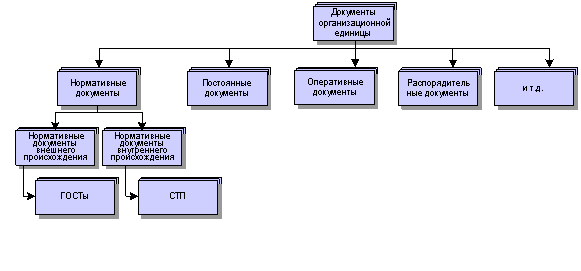 Документы
организационной
единицы
Нормативные
документы
Постоянные
документы
Оперативные
документы
Распорядитель
ные документы
и т.д.
Нормативные
документы
внешнего
происхождения
Нормативные
документы
внутреннего
происхождения
ГОСТы
СТП